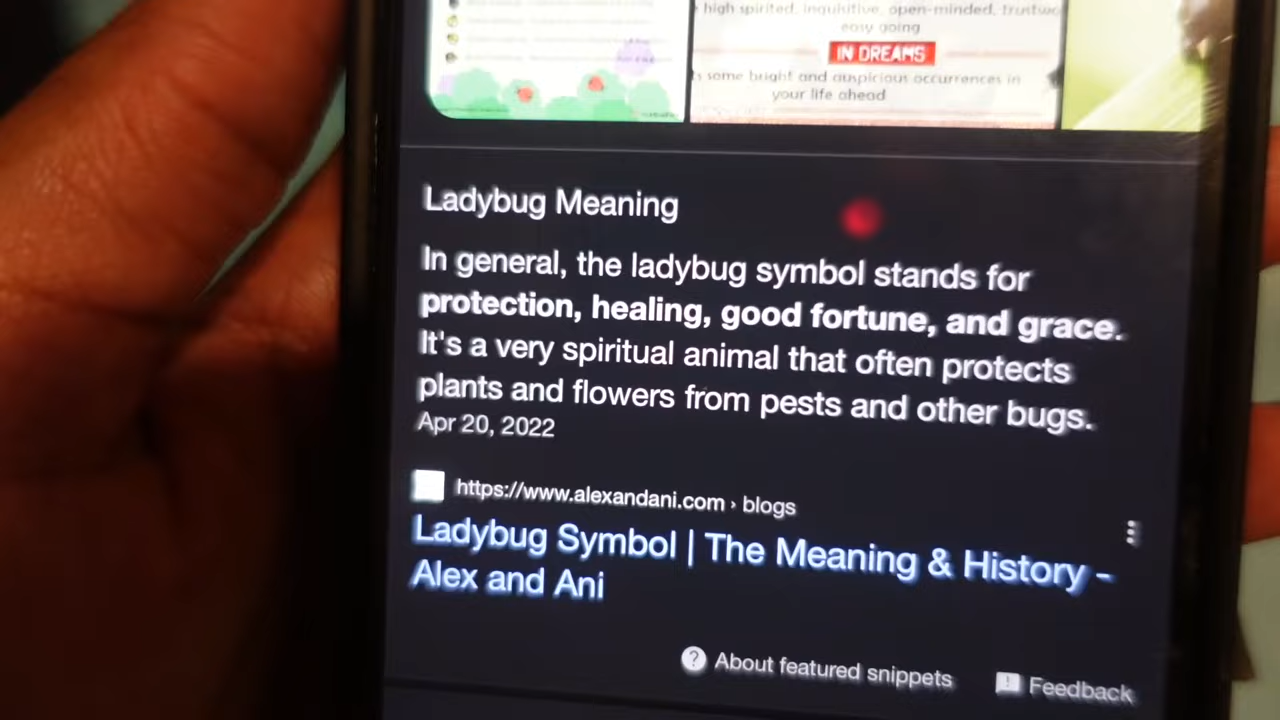 high spirited, inquisitive, open-minded,
easy going
IN DREAMS
some bright and auspicious occurrences in
your life ahead
Ladybug Meaning
In general, the ladybug symbol stands for
protection, healing, good fortune, and grace.
It's a very spiritual animal that often protects
plants and flowers from pests and other bugs.
Apr 20, 2022
https://www.alexandani.com › blogs
Ladybug Symbol | The Meaning & History -
Alex and Ani
? About featured snippets
! Feedback